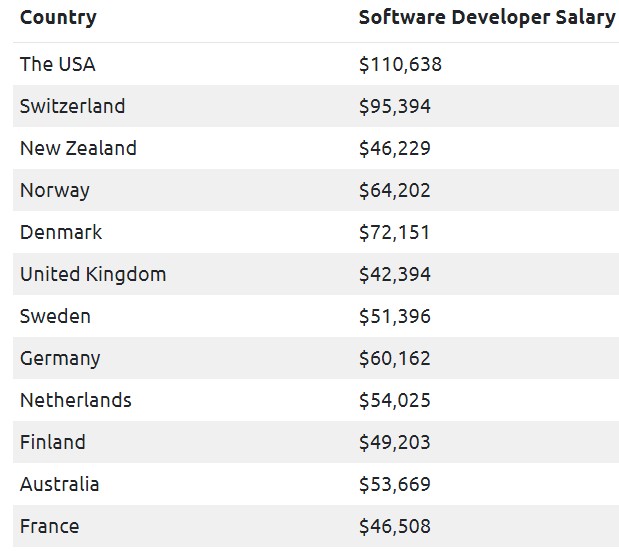 Country Software Developer Salary
The USA $110,638
Switzerland $95,394
New Zealand $46,229
Norway $64,202
Denmark $72,151
United Kingdom $42,394
Sweden $51,396
Germany $60,162
Netherlands $54,025
Finland $49,203
Australia $53,669
France $46,508